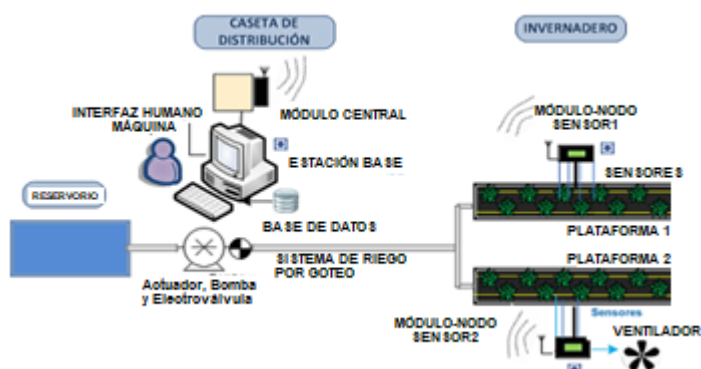 CASETA DE
DISTRIBUCIÓN
INVERNADERO
INTERFAZ HUMANO
MÁQUINA
MÓDULO CENTRAL
ESTACIÓN BASE
BASE DE DATOS
RESERVORIO
Actuador, Bomba
y Electroválvula
SISTEMA DE RIEGO
POR GOTEO
MÓDULO-NODO
SENSOR1
SENSORES
PLATAFORMA 1
PLATAFORMA 2
Sensores
MÓDULO-NODO
SENSOR2
VENTILADOR